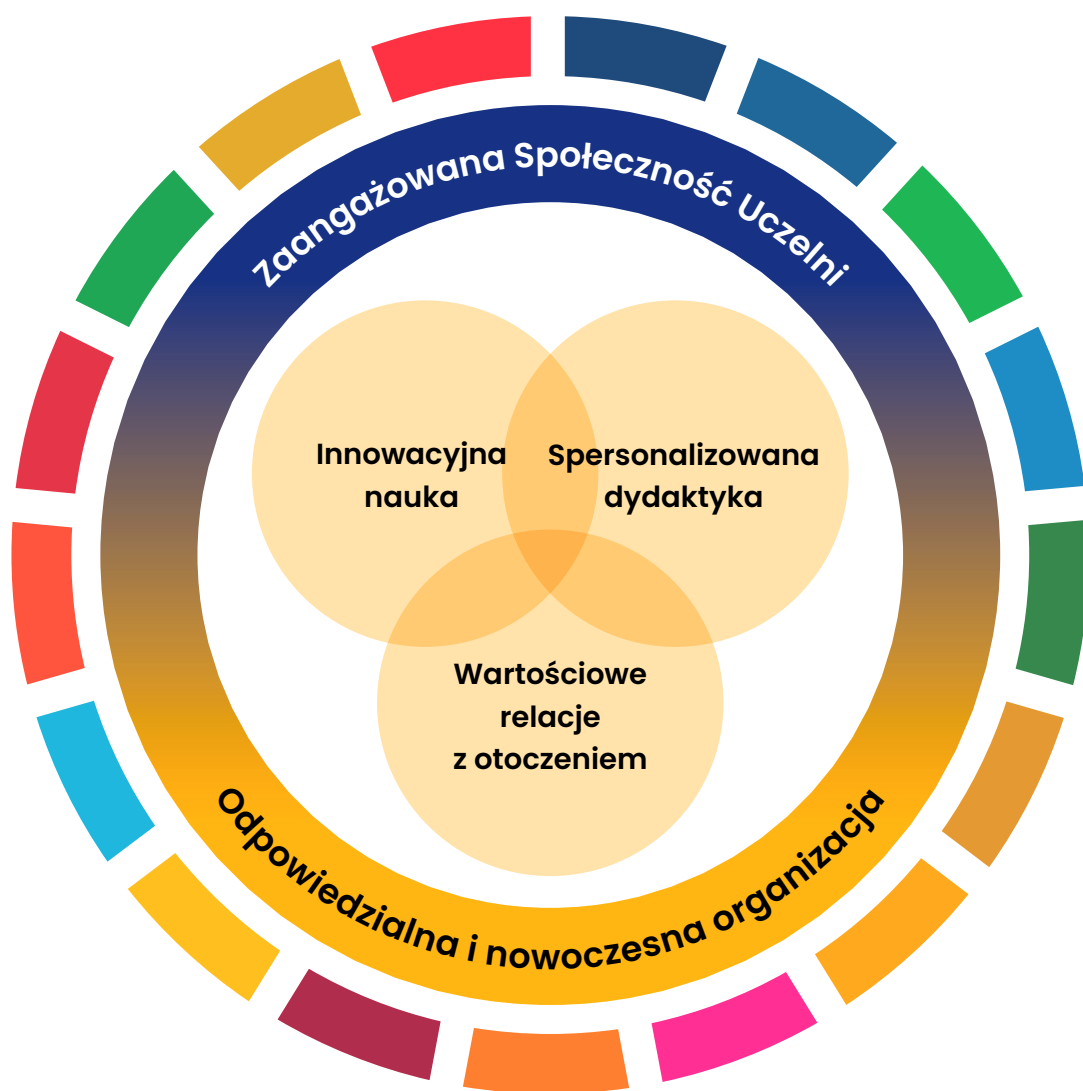 Zaangażowana Społeczność Uczelni
Innowacyjna
nauka
Spersonalizowana
dydaktyka
Wartościowe
relacje
z otoczeniem
Odpowiedzialna i nowoczesna organizacja